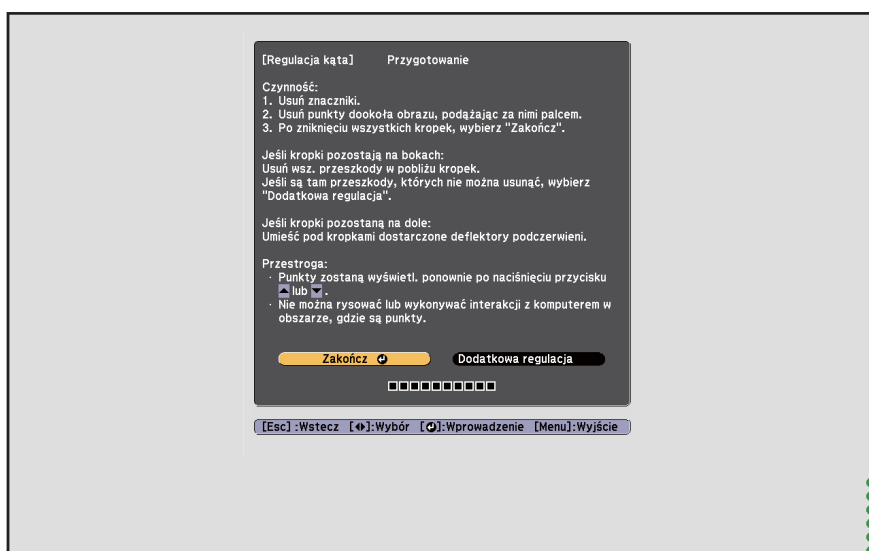 [Regulacja kąta] Przygotowanie
Czynność:
1. Usuń znaczniki.
2. Usuń punkty dookoła obrazu, podążając za nimi palcem.
3. Po zniknięciu wszystkich kropek, wybierz "Zakończ".
Jeśli kropki pozostają na bokach:
Usuń wsz. przeszkody w pobliżu kropek.
Jeśli są tam przeszkody, których nie można usunąć, wybierz
"Dodatkowa regulacja".
Jeśli kropki pozostaną na dole:
Umieść pod kropkami dostarczone deflektory podczerwieni.
Przestroga:
· Punkty zostaną wyświetl. ponownie po naciśnięciu przycisku
▲ lub ▼ .
· Nie można rysować lub wykonywać interakcji z komputerem w
obszarze, gdzie są punkty.
Zakończ Dodatkowa regulacja
[Esc] :Wstecz [◀▶]:Wybór [⏎]:Wprowadzenie [Menu]:Wyjście